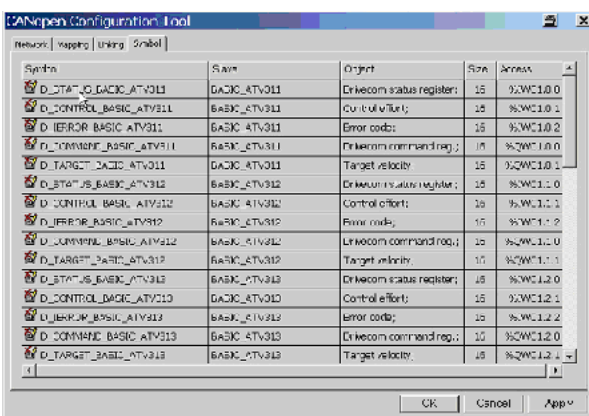 CANopen Configuration Tool
Network Mapping Linking Symbol
Symbol Slave Object Size Access
D_STATUS_BASIC_ATV311 BASIC_ATV311 Drivecom status register; 16 %IWC1.0.0
D_CONTROL_BASIC_ATV311 BASIC_ATV311 Control effort; 16 %IWC1.0.1
D_IERROR_BASIC_ATV311 BASIC_ATV311 Error code; 16 %IWC1.0.2
D_COMMAND_BASIC_ATV311 BASIC_ATV311 Drivecom command reg.; 16 %QWC1.0.0
D_TARGET_BASIC_ATV311 BASIC_ATV311 Target velocity; 16 %QWC1.0.1
D_STATUS_BASIC_ATV312 BASIC_ATV312 Drivecom status register; 16 %IWC1.1.0
D_CONTROL_BASIC_ATV312 BASIC_ATV312 Control effort; 16 %IWC1.1.1
D_IERROR_BASIC_ATV312 BASIC_ATV312 Error code; 16 %IWC1.1.2
D_COMMAND_BASIC_ATV312 BASIC_ATV312 Drivecom command reg.; 16 %QWC1.1.0
D_TARGET_BASIC_ATV312 BASIC_ATV312 Target velocity; 16 %QWC1.1.1
D_STATUS_BASIC_ATV313 BASIC_ATV313 Drivecom status register; 16 %IWC1.2.0
D_CONTROL_BASIC_ATV313 BASIC_ATV313 Control effort; 16 %IWC1.2.1
D_IERROR_BASIC_ATV313 BASIC_ATV313 Error code; 16 %IWC1.2.2
D_COMMAND_BASIC_ATV313 BASIC_ATV313 Drivecom command reg.; 16 %QWC1.2.0
D_TARGET_BASIC_ATV313 BASIC_ATV313 Target velocity; 16 %QWC1.2.1
OK Cancel Apply